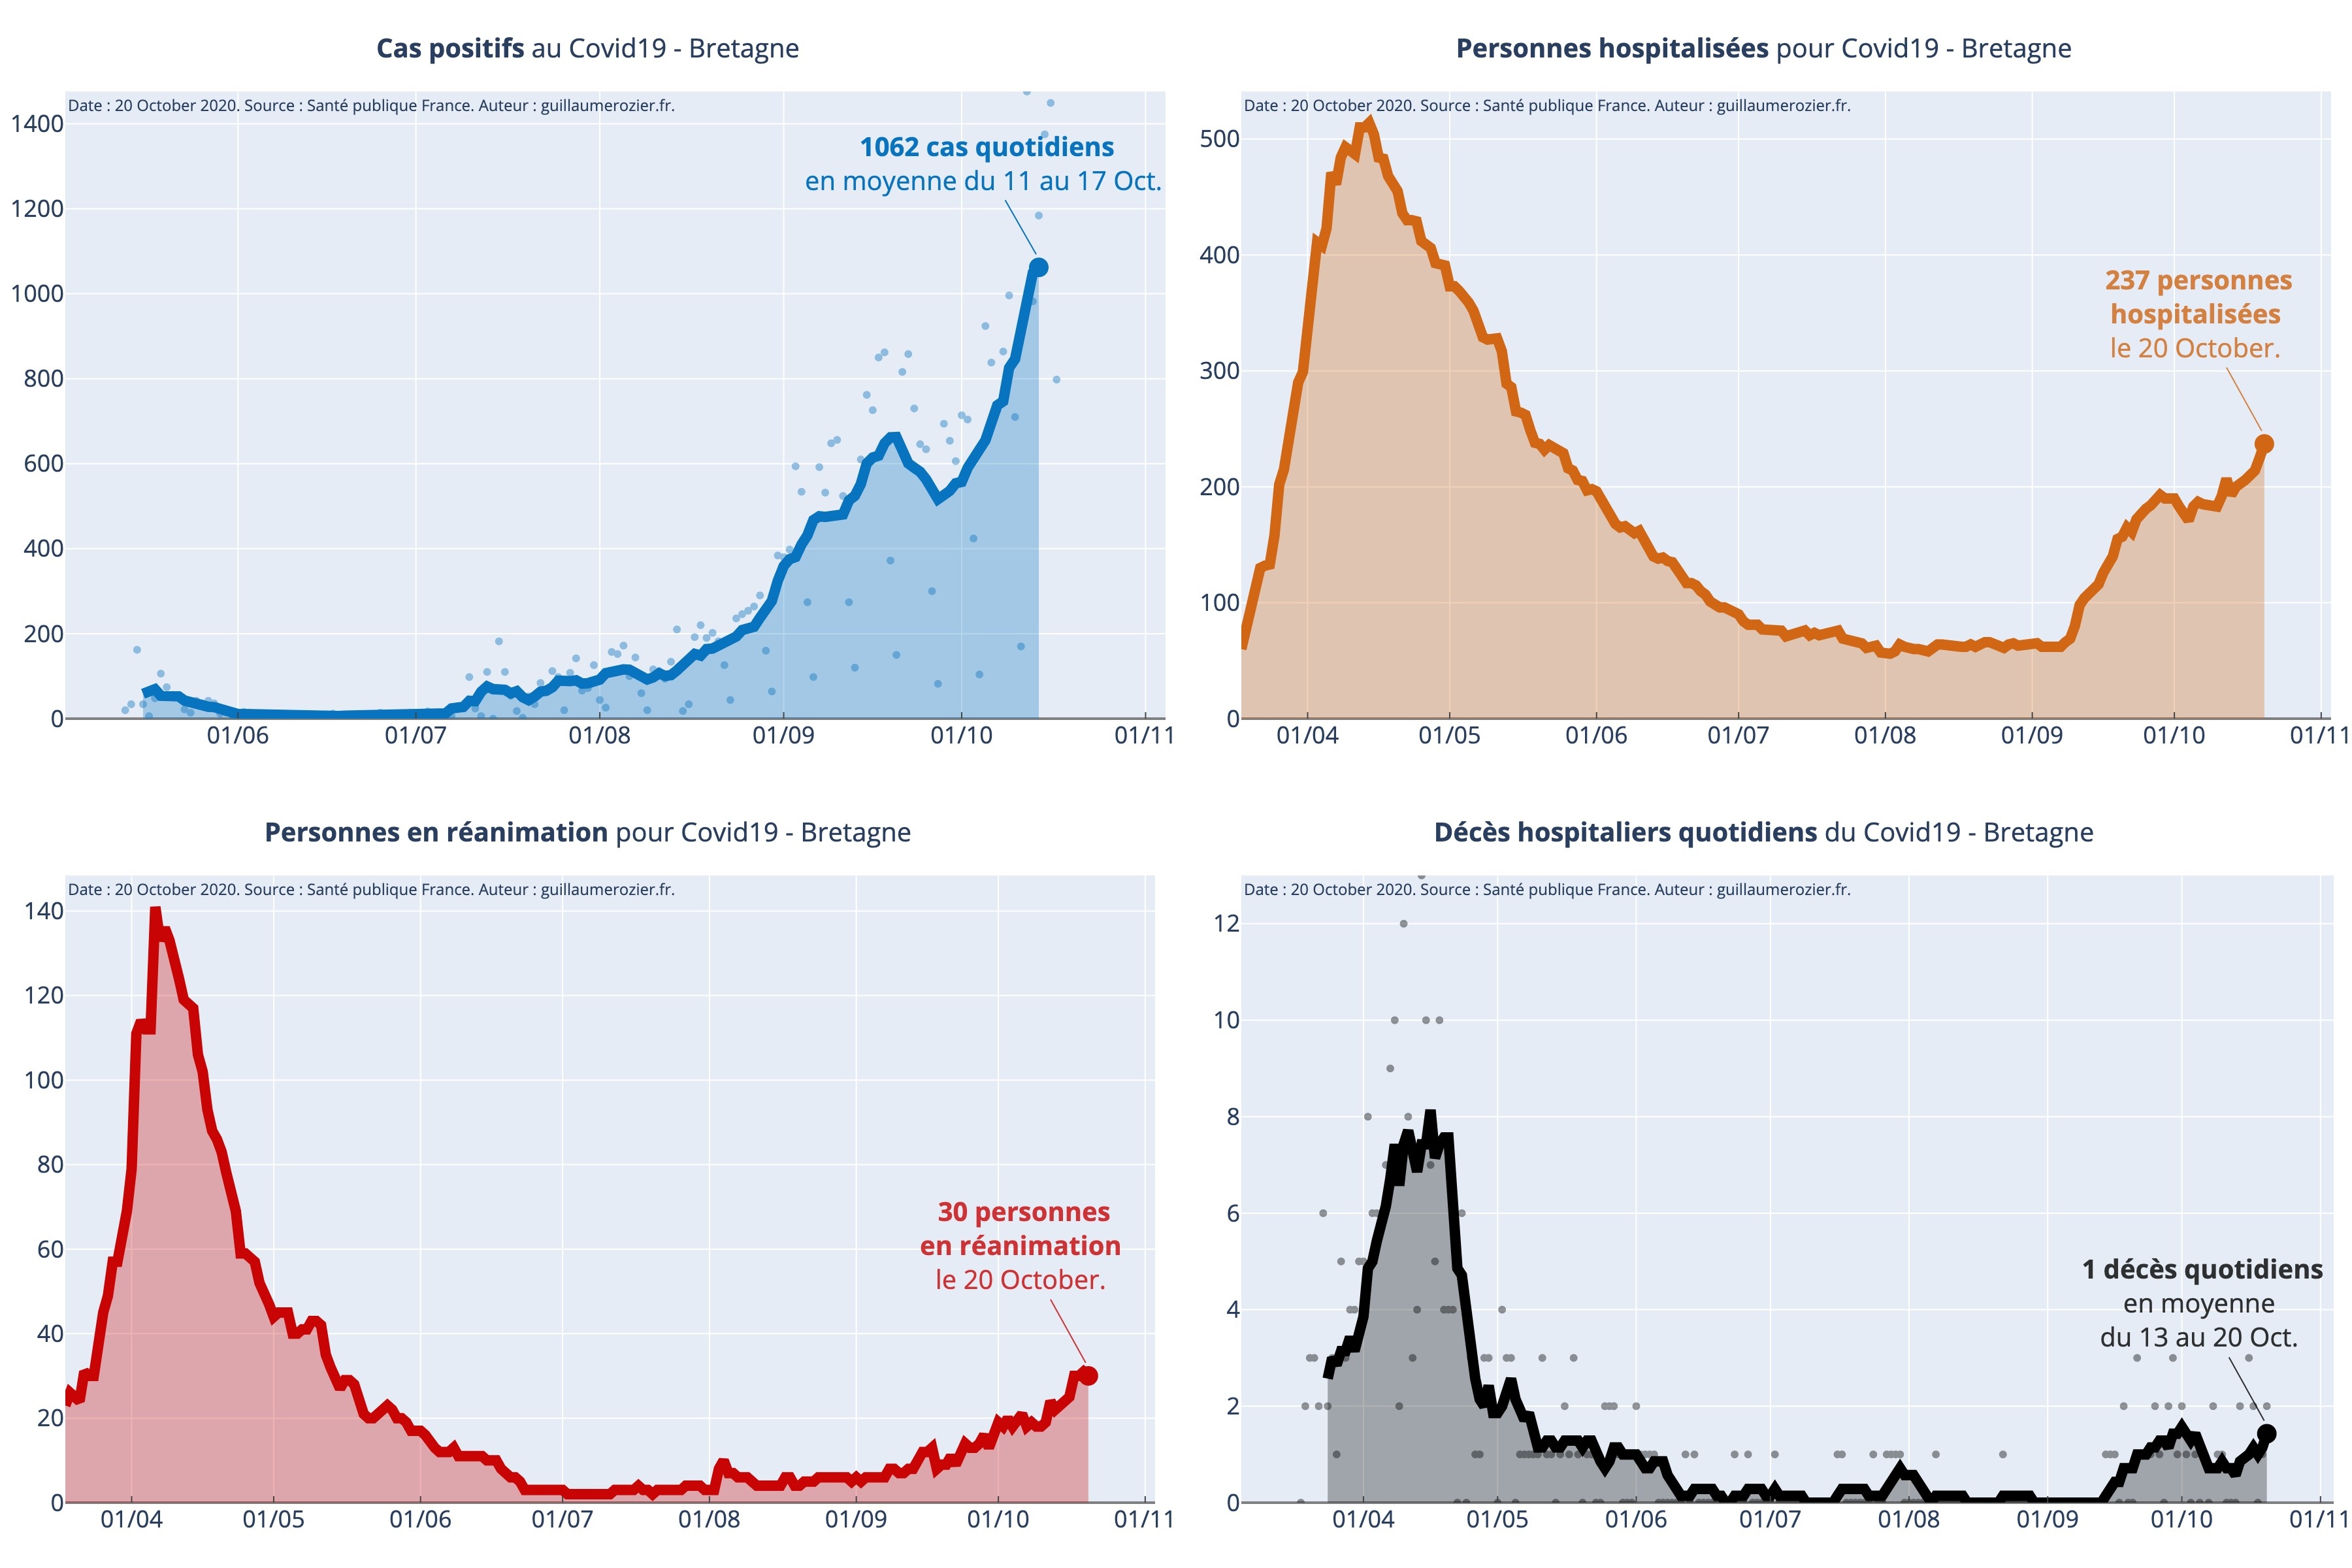 Cas positifs au Covid19 - Bretagne
Date : 20 October 2020. Source : Santé publique France. Auteur : guillaumerozier.fr.
1400
1200
1000
800
600
400
200
0
1062 cas quotidiens
en moyenne du 11 au 17 Oct.
01/06 01/07 01/08 01/09 01/10 01/11
Personnes hospitalisées pour Covid19 - Bretagne
Date : 20 October 2020. Source : Santé publique France. Auteur : guillaumerozier.fr.
500
400
300
200
100
0
237 personnes
hospitalisées
le 20 October.
01/04 01/05 01/06 01/07 01/08 01/09 01/10 01/11
Personnes en réanimation pour Covid19 - Bretagne
Date : 20 October 2020. Source : Santé publique France. Auteur : guillaumerozier.fr.
140
120
100
80
60
40
20
0
30 personnes
en réanimation
le 20 October.
01/04 01/05 01/06 01/07 01/08 01/09 01/10 01/11
Décès hospitaliers quotidiens du Covid19 - Bretagne
Date : 20 October 2020. Source : Santé publique France. Auteur : guillaumerozier.fr.
12
10
8
6
4
2
0
1 décès quotidiens
en moyenne
du 13 au 20 Oct.
01/04 01/05 01/06 01/07 01/08 01/09 01/10 01/11